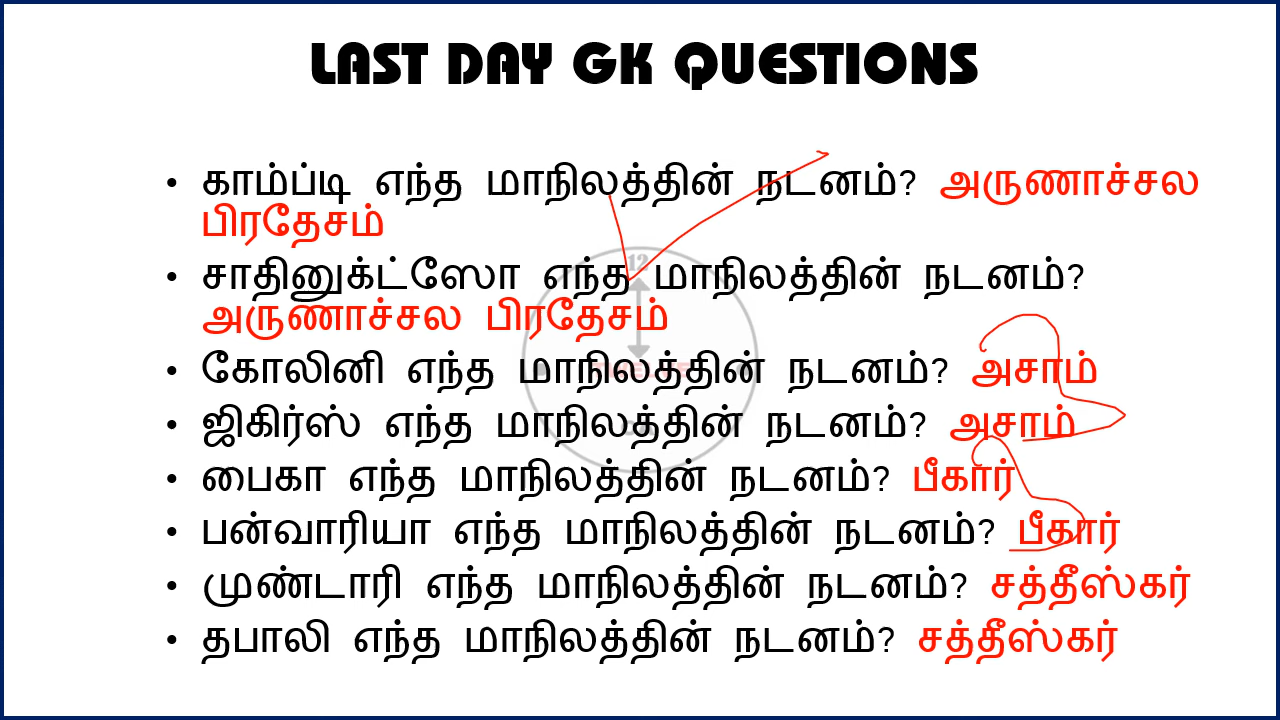 LAST DAY GK QUESTIONS
• காம்ப்டி எந்த மாநிலத்தின் நடனம்? அருணாச்சல
பிரதேசம்
• சாதினுக்ட்ஸோ எந்த மாநிலத்தின் நடனம்?
அருணாச்சல பிரதேசம்
• கோலினி எந்த மாநிலத்தின் நடனம்? அசாம்
• ஜிகிர்ஸ் எந்த மாநிலத்தின் நடனம்? அசாம்
• பைகா எந்த மாநிலத்தின் நடனம்? பீகார்
• பன்வாரியா எந்த மாநிலத்தின் நடனம்? பீகார்
• முண்டாரி எந்த மாநிலத்தின் நடனம்? சத்தீஸ்கர்
• தபாலி எந்த மாநிலத்தின் நடனம்? சத்தீஸ்கர்
12